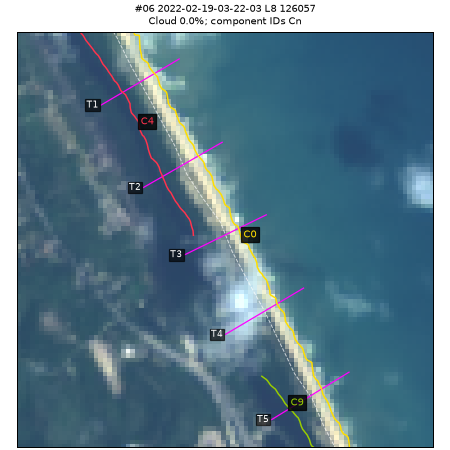 #06 2022-02-19-03-22-03 L8 126057
Cloud 0.0%; component IDs Cn
T1
C4
T2
C0
T3
T4
C9
T5